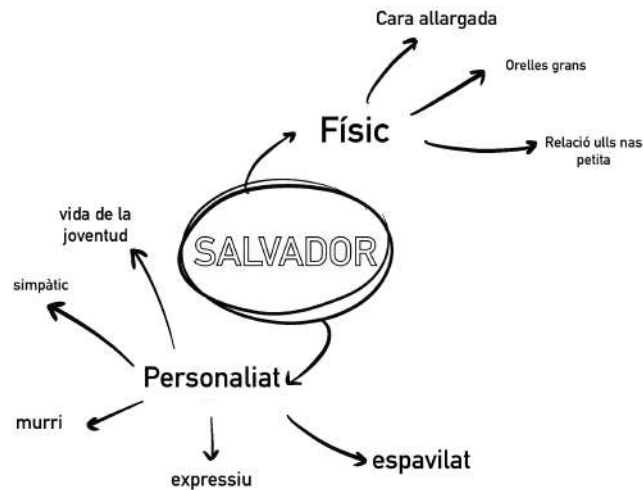 Cara allargada
Orelles grans
Físic
Relació ulls nas
petita
SALVADOR
vida de la
joventud
simpàtic
Personaliat
murri
espavilat
expressiu